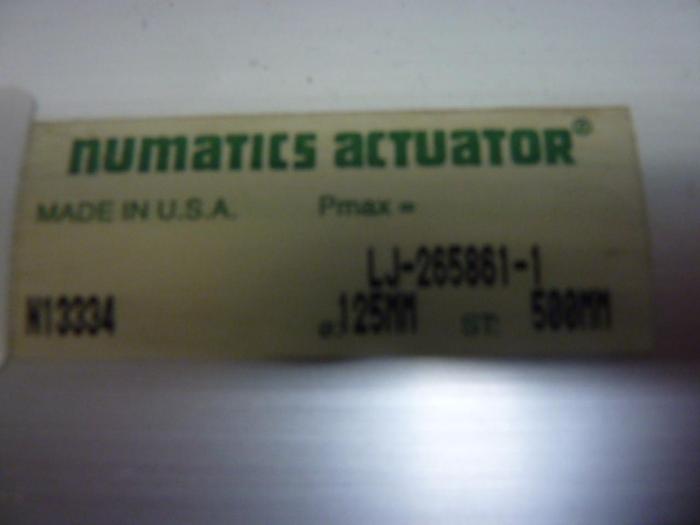 numatics actuator®
MADE IN U.S.A. Pmax =
LJ-265861-1
N13334 ø: 125MM ST: 500MM